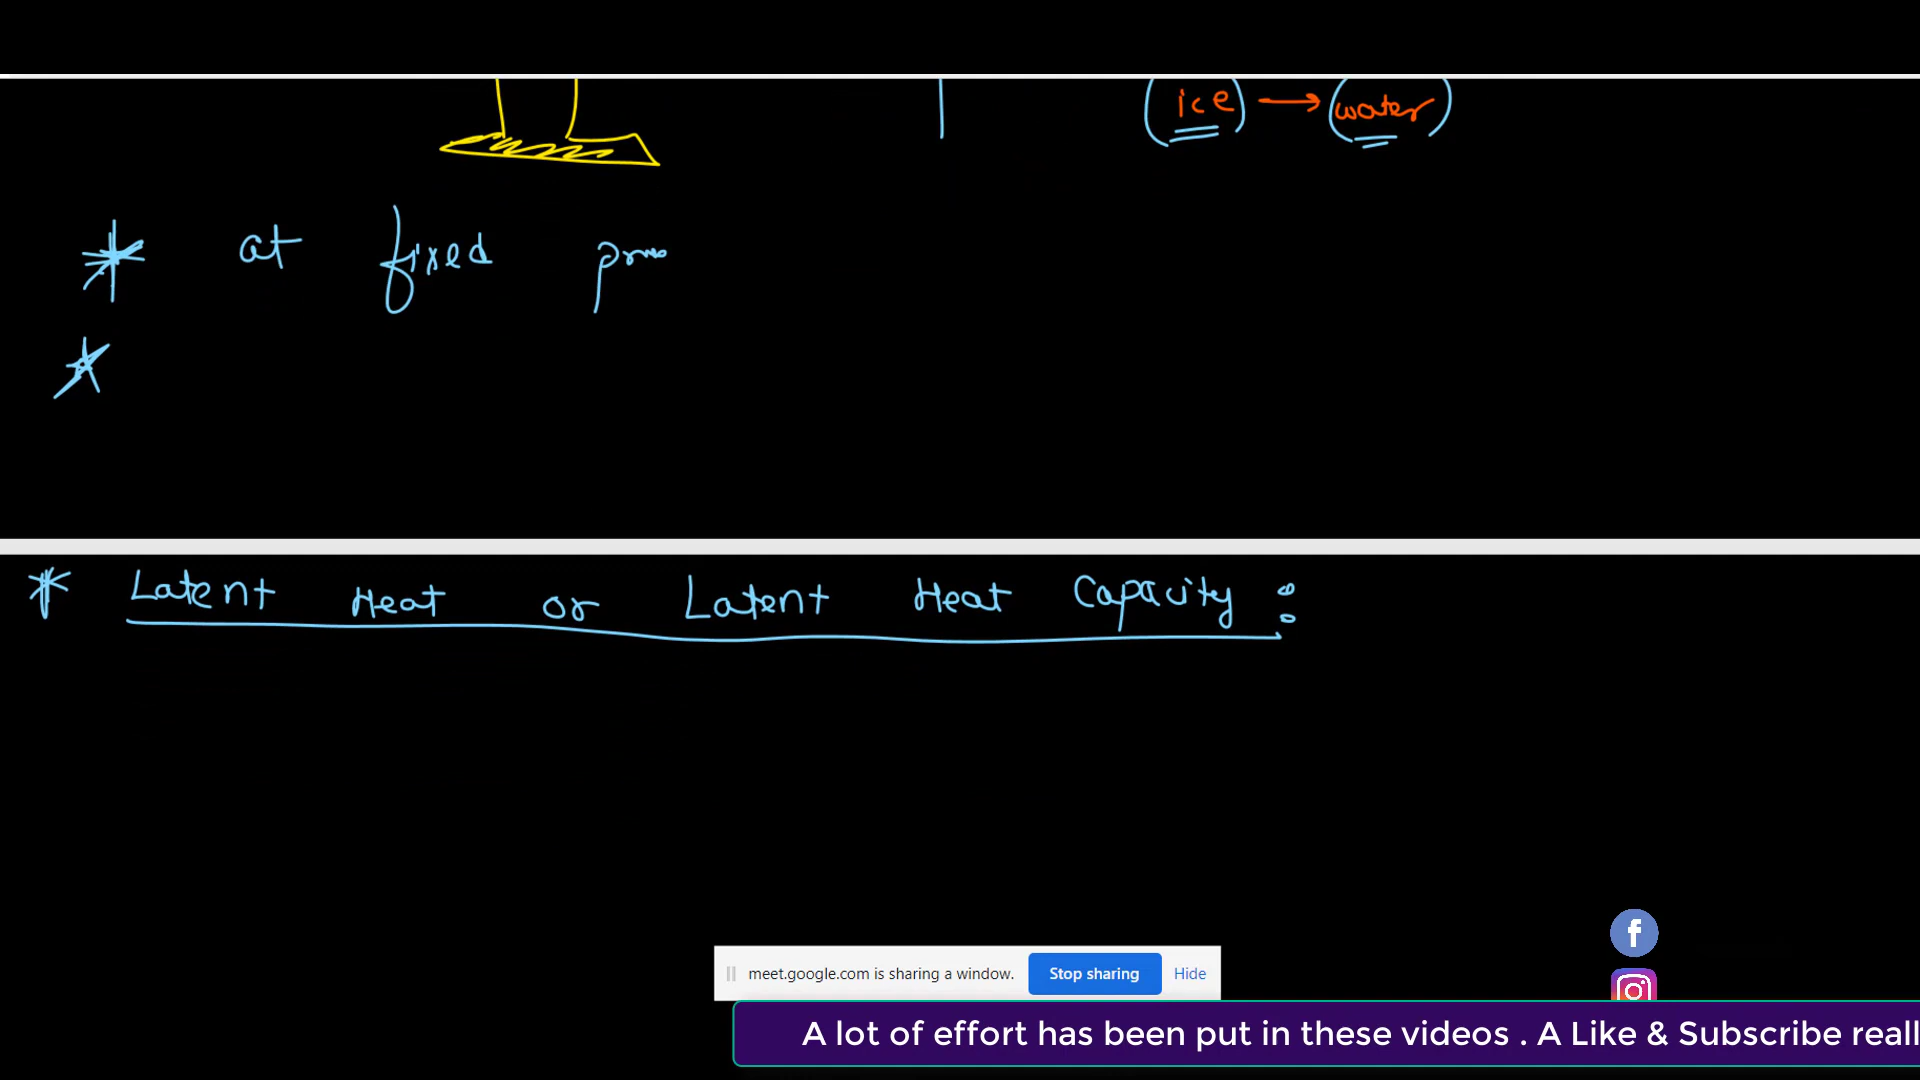 ice → water
* at fixed
*
* Latent Heat or Latent Heat Capacity :
meet.google.com is sharing a window. Stop sharing Hide
A lot of effort has been put in these videos . A Like & Subscribe reall